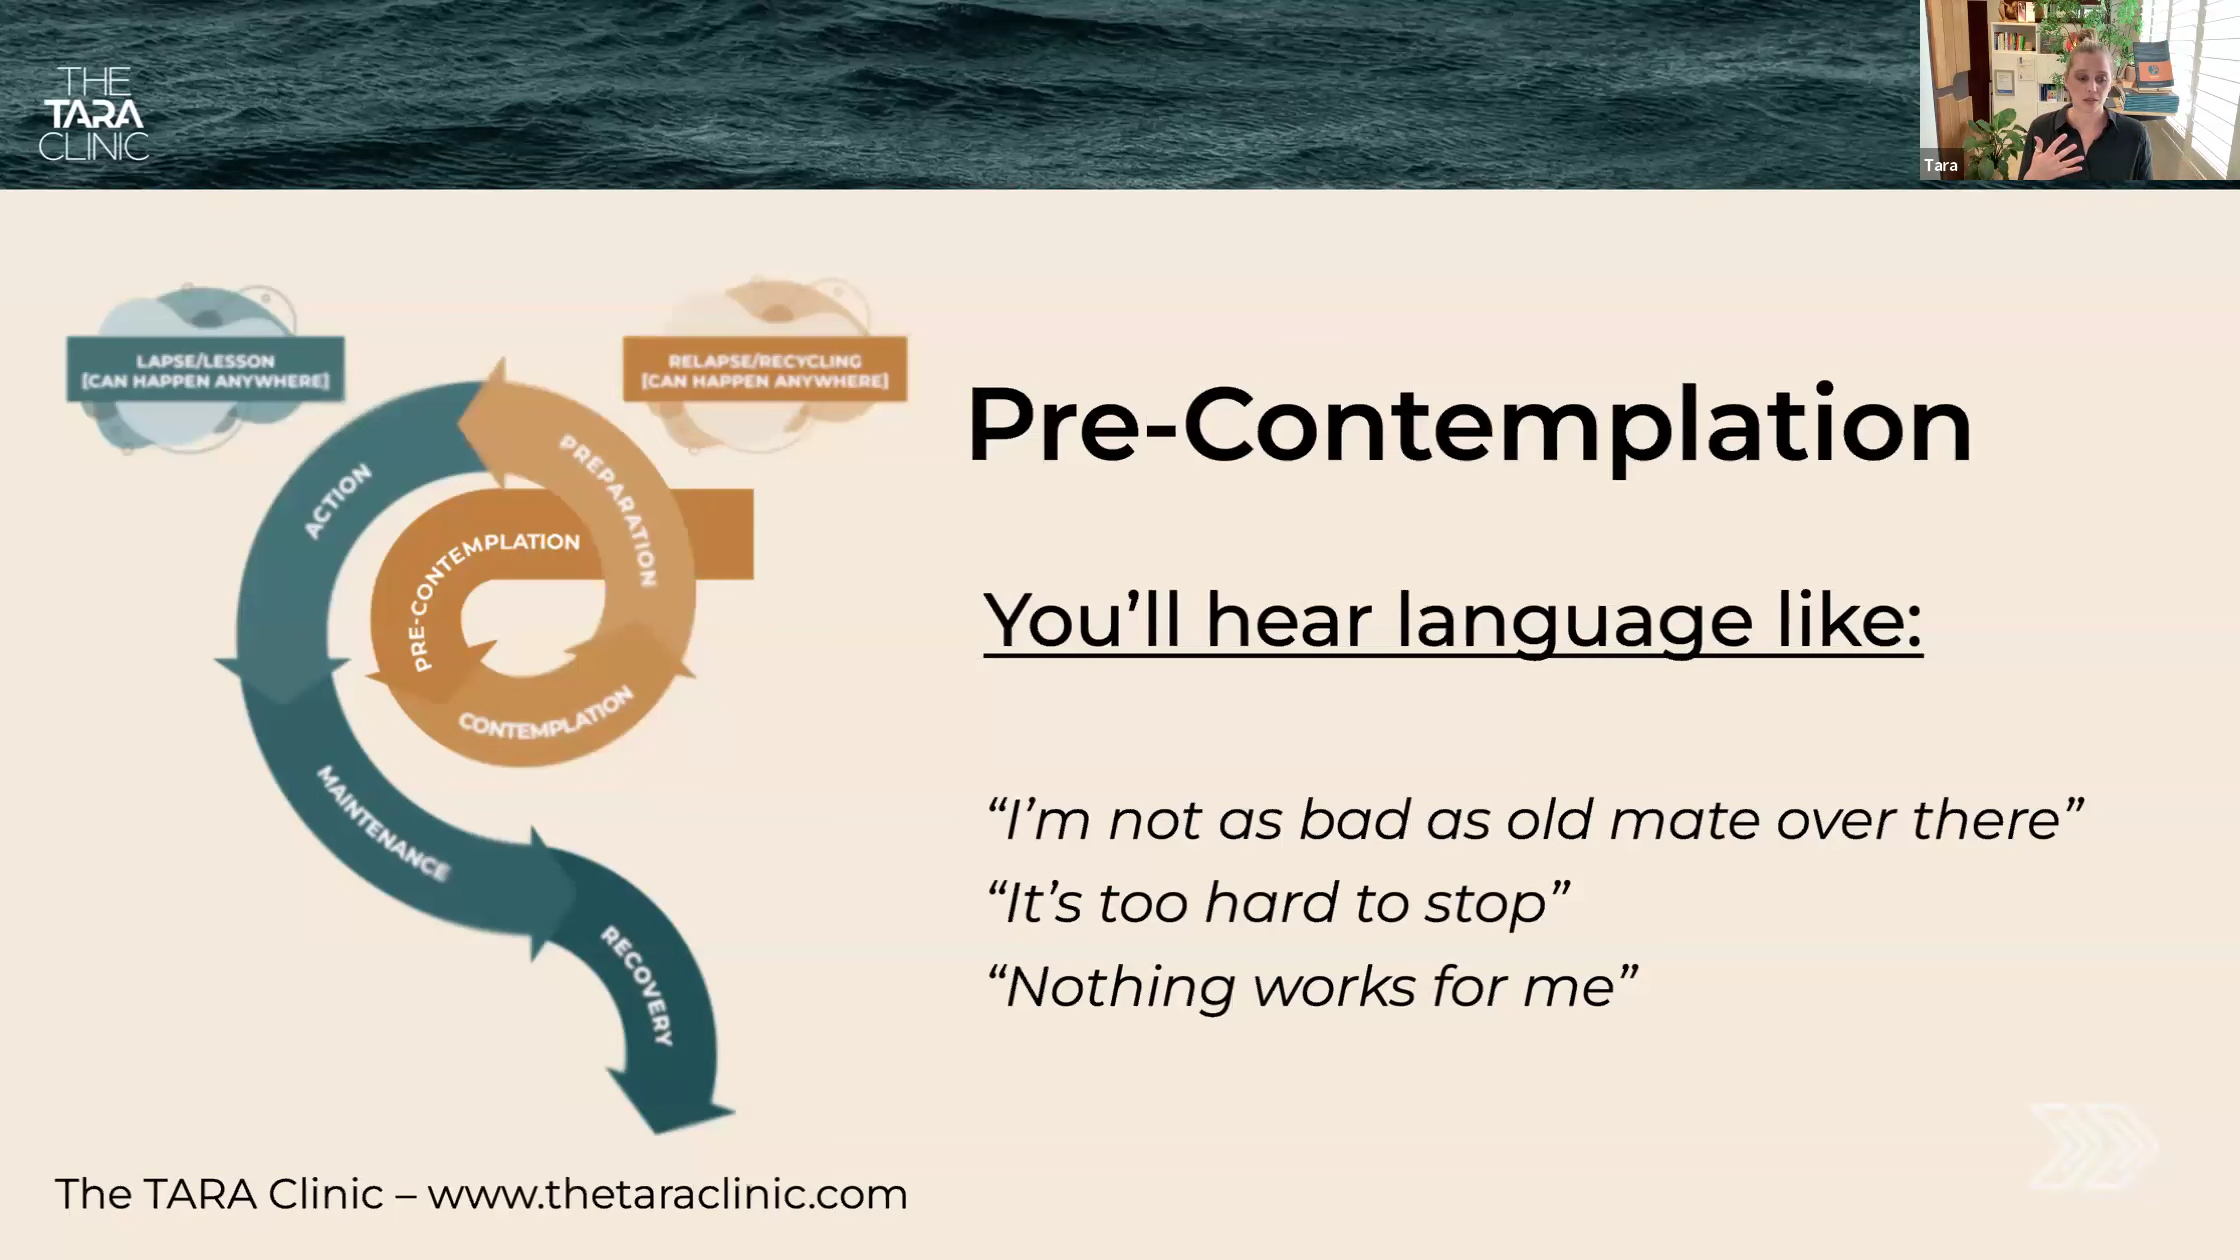 THE
TARA
CLINIC
Tara
LAPSE/LESSON
[CAN HAPPEN ANYWHERE]
RELAPSE/RECYCLING
[CAN HAPPEN ANYWHERE]
ACTION
PREPARATION
PRE-CONTEMPLATION
CONTEMPLATION
MAINTENANCE
RECOVERY
Pre-Contemplation
You’ll hear language like:
“I’m not as bad as old mate over there”
“It’s too hard to stop”
“Nothing works for me”
The TARA Clinic – www.thetaraclinic.com